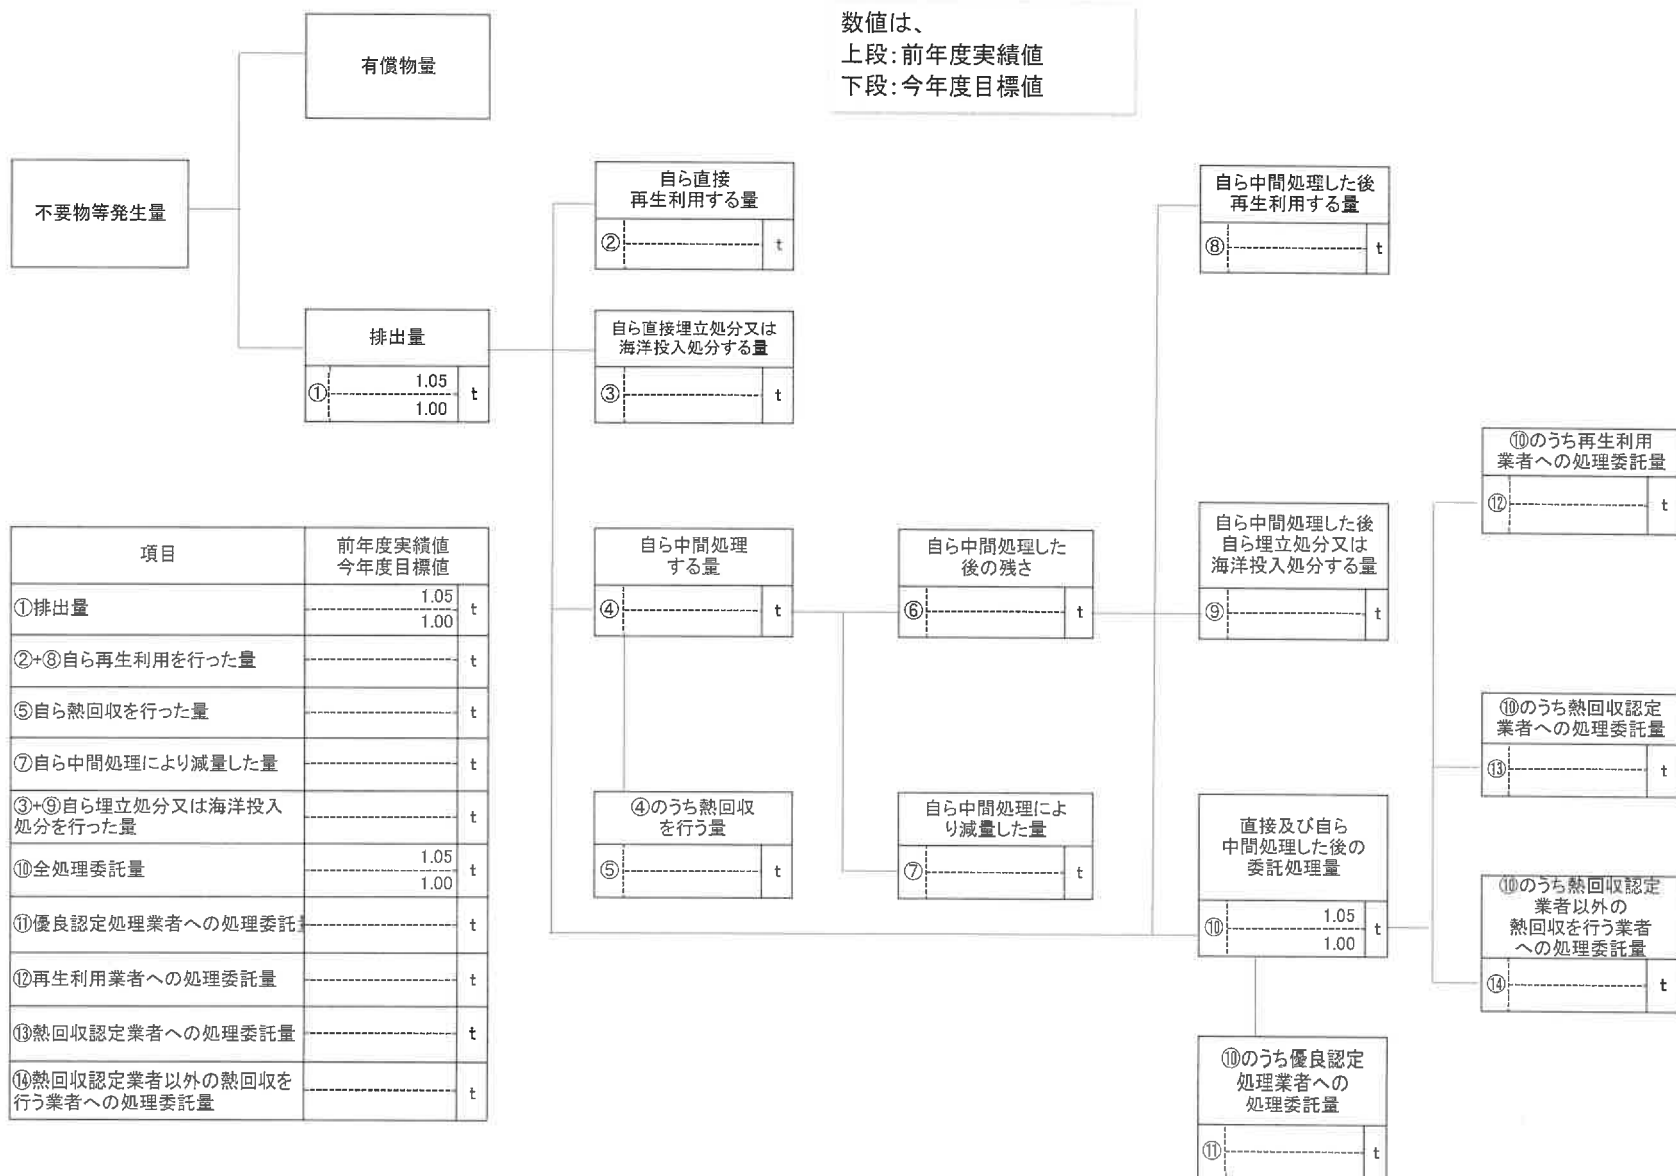 数値は、
上段:前年度実績値
下段:今年度目標値
有償物量
不要物等発生量
排出量
①
1.05
1.00
t
自ら直接
再生利用する量
②
t
自ら直接埋立処分又は
海洋投入処分する量
③
t
自ら中間処理
する量
④
t
④のうち熱回収
を行う量
⑤
t
自ら中間処理した
後の残さ
⑥
t
自ら中間処理によ
り減量した量
⑦
t
自ら中間処理した後
再生利用する量
⑧
t
自ら中間処理した後
自ら埋立処分又は
海洋投入処分する量
⑨
t
直接及び自ら
中間処理した後の
委託処理量
⑩
1.05
1.00
t
⑩のうち優良認定
処理業者への
処理委託量
⑪
t
⑩のうち再生利用
業者への処理委託量
⑫
t
⑩のうち熱回収認定
業者への処理委託量
⑬
t
⑩のうち熱回収認定
業者以外の
熱回収を行う業者
への処理委託量
⑭
t
項目
前年度実績値
今年度目標値
①排出量
1.05
1.00
t
②+⑧自ら再生利用を行った量
t
⑤自ら熱回収を行った量
t
⑦自ら中間処理により減量した量
t
③+⑨自ら埋立処分又は海洋投入
処分を行った量
t
⑩全処理委託量
1.05
1.00
t
⑪優良認定処理業者への処理委託
t
⑫再生利用業者への処理委託量
t
⑬熱回収認定業者への処理委託量
t
⑭熱回収認定業者以外の熱回収を
行う業者への処理委託量
t